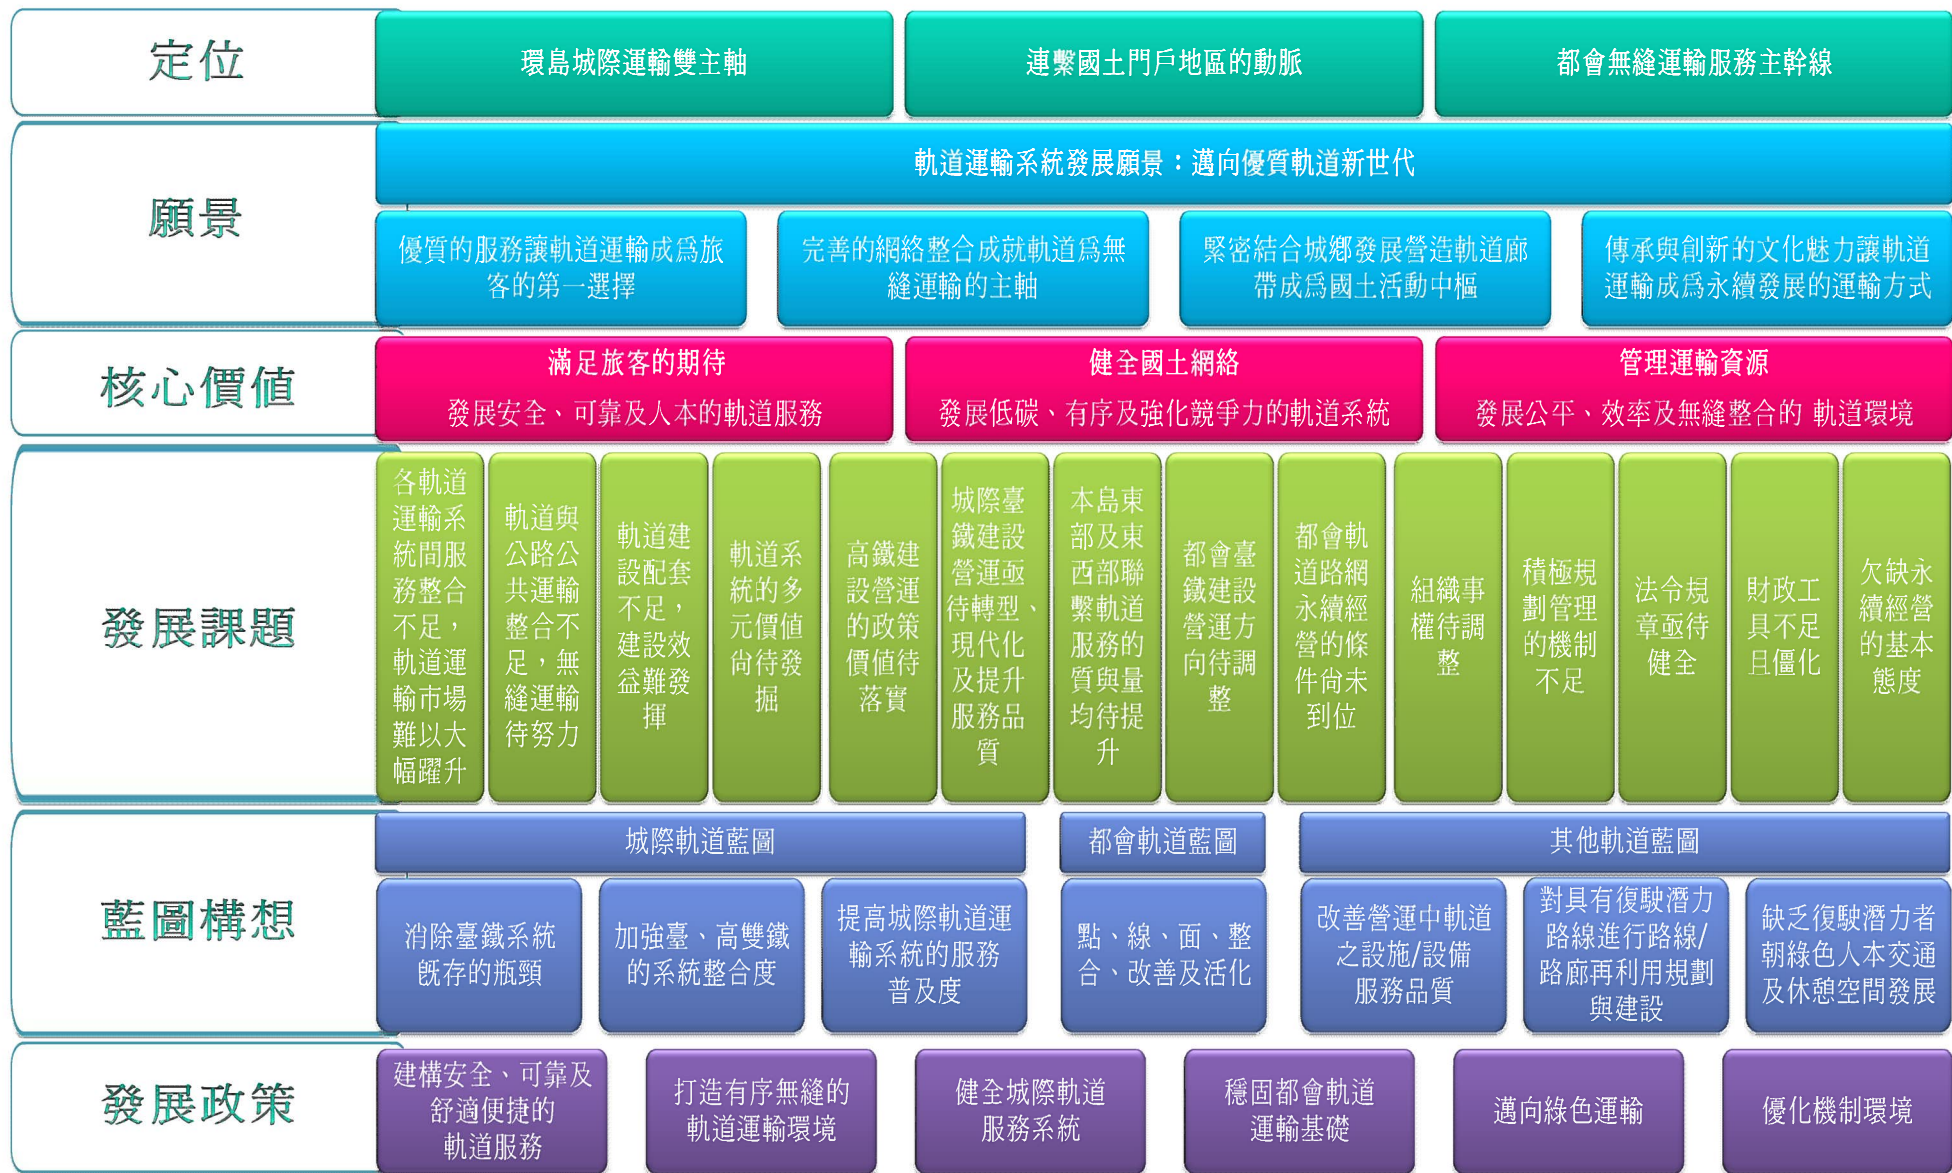 定位
環島城際運輸雙主軸
連繫國土門戶地區的動脈
都會無縫運輸服務主幹線
願景
軌道運輸系統發展願景：邁向優質軌道新世代
優質的服務讓軌道運輸成為旅
客的第一選擇
完善的網絡整合成就軌道為無
縫運輸的主軸
緊密結合城鄉發展營造軌道廊
帶成為國土活動中樞
傳承與創新的文化魅力讓軌道
運輸成為永續發展的運輸方式
核心價值
滿足旅客的期待
發展安全、可靠及人本的軌道服務
健全國土網絡
發展低碳、有序及強化競爭力的軌道系統
管理運輸資源
發展公平、效率及無縫整合的 軌道環境
發展課題
各軌道
運輸系
統間服
務整合
不足，
軌道運
輸市場
難以大
幅躍升
軌道與
公路公
共運輸
整合不
足，無
縫運輸
待努力
軌道建
設配套
不足，
建設效
益難發
揮
軌道系
統的多
元價值
尚待發
掘
高鐵建
設營運
的政策
價值待
落實
城際臺
鐵建設
營運亟
待轉型、
現代化
及提升
服務品
質
本島東
部及東
西部聯
繫軌道
服務的
質與量
均待提
升
都會臺
鐵建設
營運方
向待調
整
都會軌
道路網
永續經
營的條
件尚未
到位
組織事
權待調
整
積極規
劃管理
的機制
不足
法令規
章亟待
健全
財政工
具不足
且僵化
欠缺永
續經營
的基本
態度
藍圖構想
城際軌道藍圖
都會軌道藍圖
其他軌道藍圖
消除臺鐵系統
既存的瓶頸
加強臺、高雙鐵
的系統整合度
提高城際軌道運
輸系統的服務
普及度
點、線、面、整
合、改善及活化
改善營運中軌道
之設施/設備
服務品質
對具有復駛潛力
路線進行路線/
路廊再利用規劃
與建設
缺乏復駛潛力者
朝綠色人本交通
及休憩空間發展
發展政策
建構安全、可靠及
舒適便捷的
軌道服務
打造有序無縫的
軌道運輸環境
健全城際軌道
服務系統
穩固都會軌道
運輸基礎
邁向綠色運輸
優化機制環境